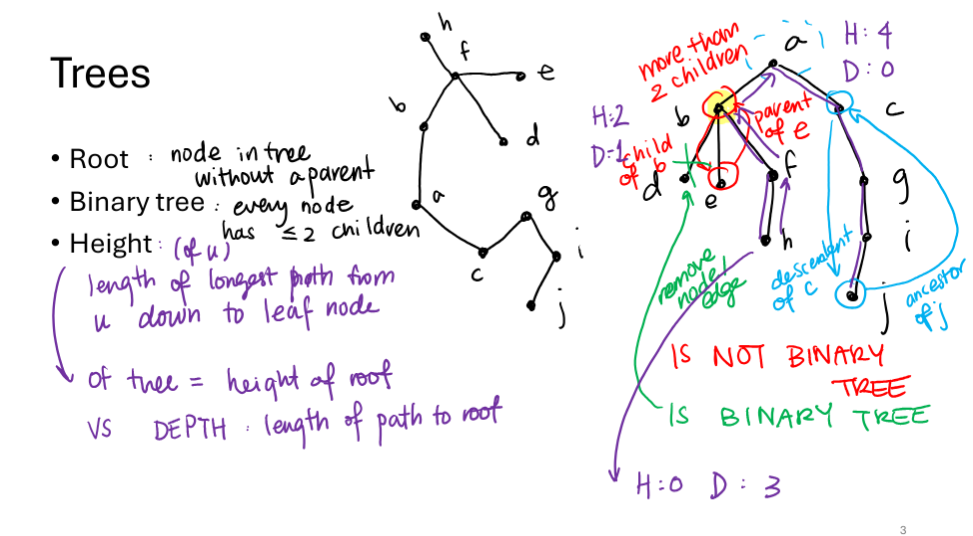 Trees
• Root : node in tree
without a parent
• Binary tree : every node
has ≤ 2 children
• Height : (of u)
length of longest path from
u down to leaf node
of tree = height of root
VS DEPTH : length of path to root
h
f
e
b
d
a
g
c
i
j
more than
2 children
a
H: 4
D: 0
H:2
D:1
b
parent
of e
c
child
of b
d
e
f
g
h
i
remove
node/
edge
descendent
of c
j
ancestor
of j
IS NOT BINARY
TREE
IS BINARY TREE
H:0 D: 3
3